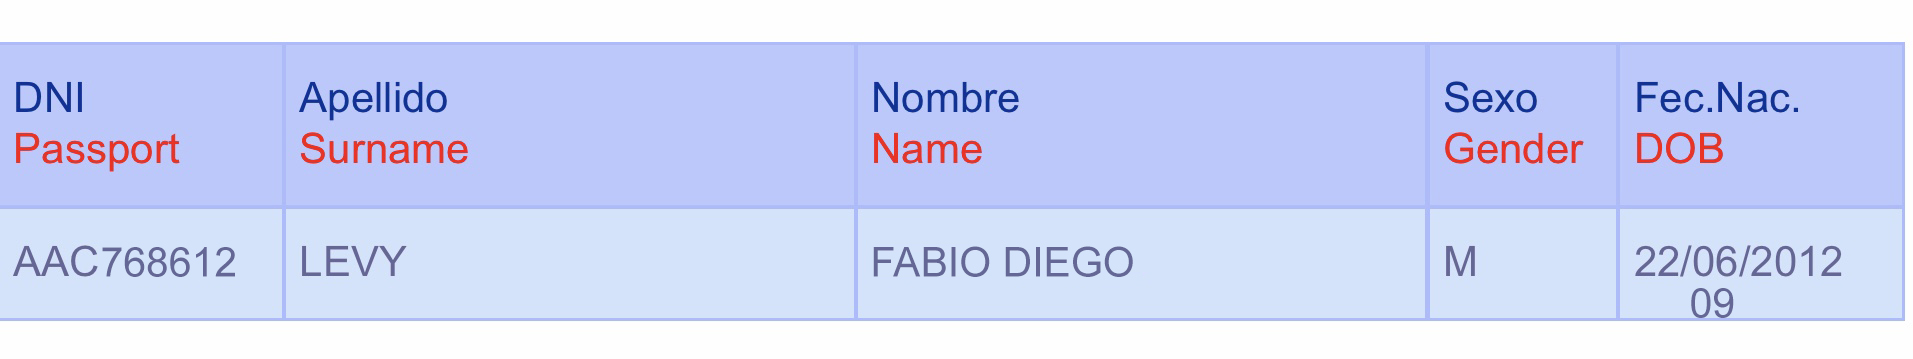 DNI Apellido Nombre Sexo Fec.Nac.
Passport Surname Name Gender DOB
AAC768612 LEVY FABIO DIEGO M 22/06/2012
09